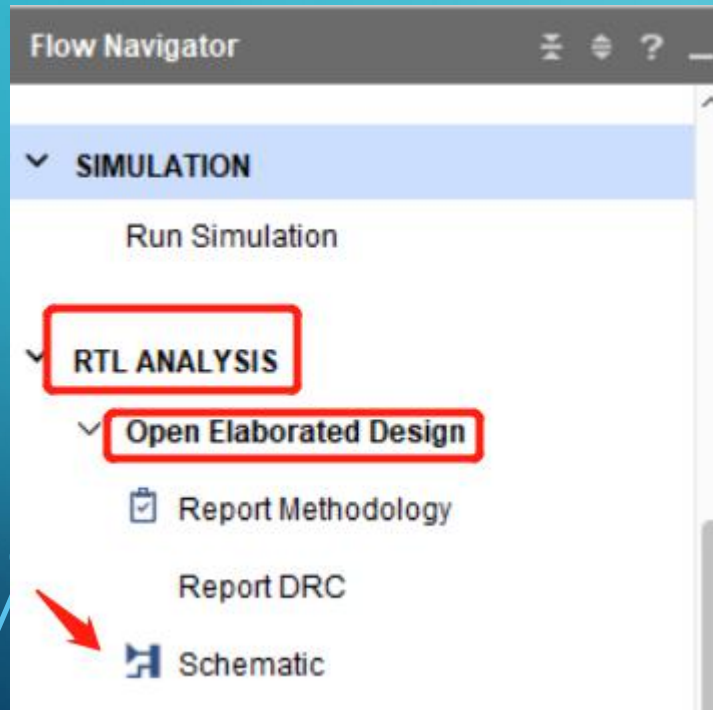 Flow Navigator ?
SIMULATION
Run Simulation
RTL ANALYSIS
Open Elaborated Design
Report Methodology
Report DRC
Schematic